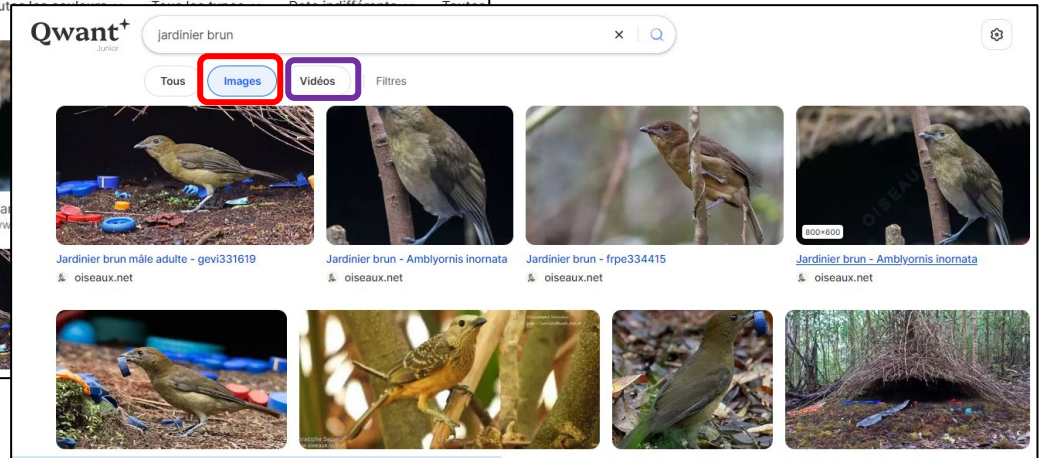 Qwant+
Junior
jardinier brun
Tous
Images
Vidéos
Filtres
800×600
Jardinier brun mâle adulte - gevi331619
oiseaux.net
Jardinier brun - Amblyornis inornata
oiseaux.net
Jardinier brun - frpe334415
oiseaux.net
Jardinier brun - Amblyornis inornata
oiseaux.net